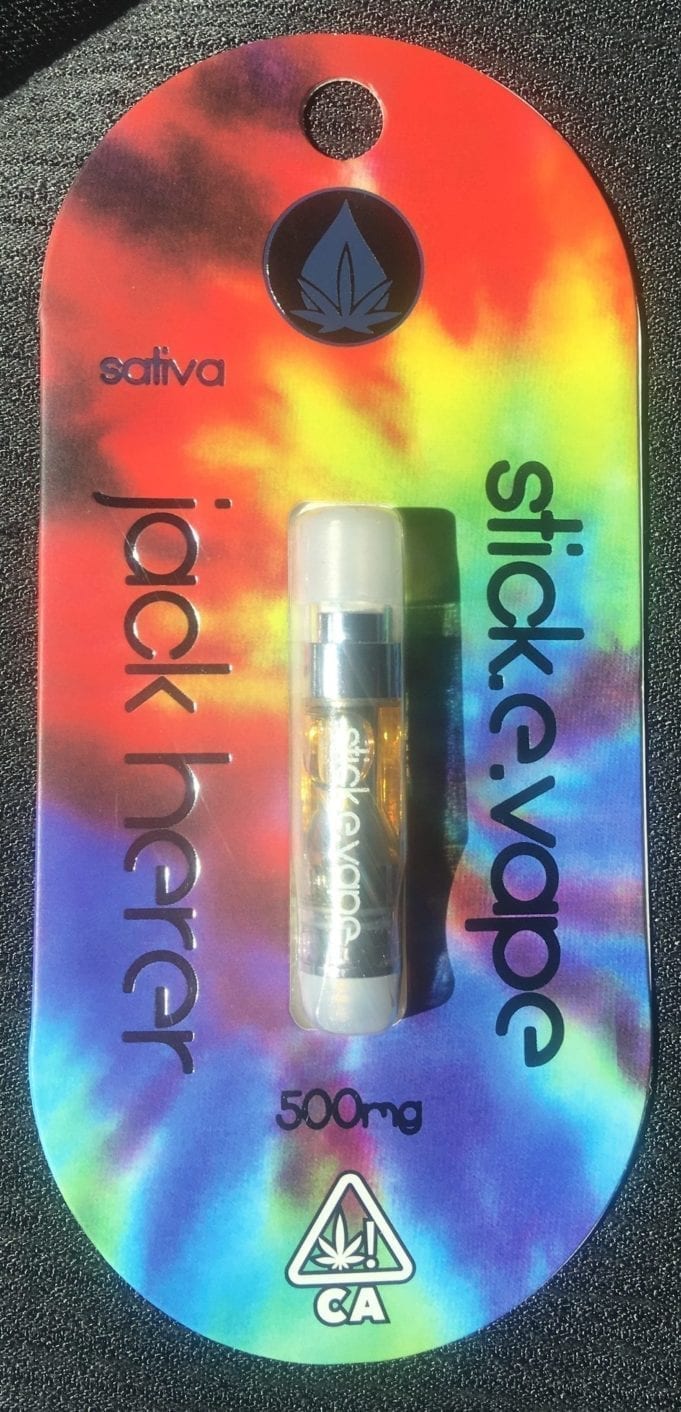 sativa
jack herer
stick.e.vape
stick.e.vape
500mg
!
CA